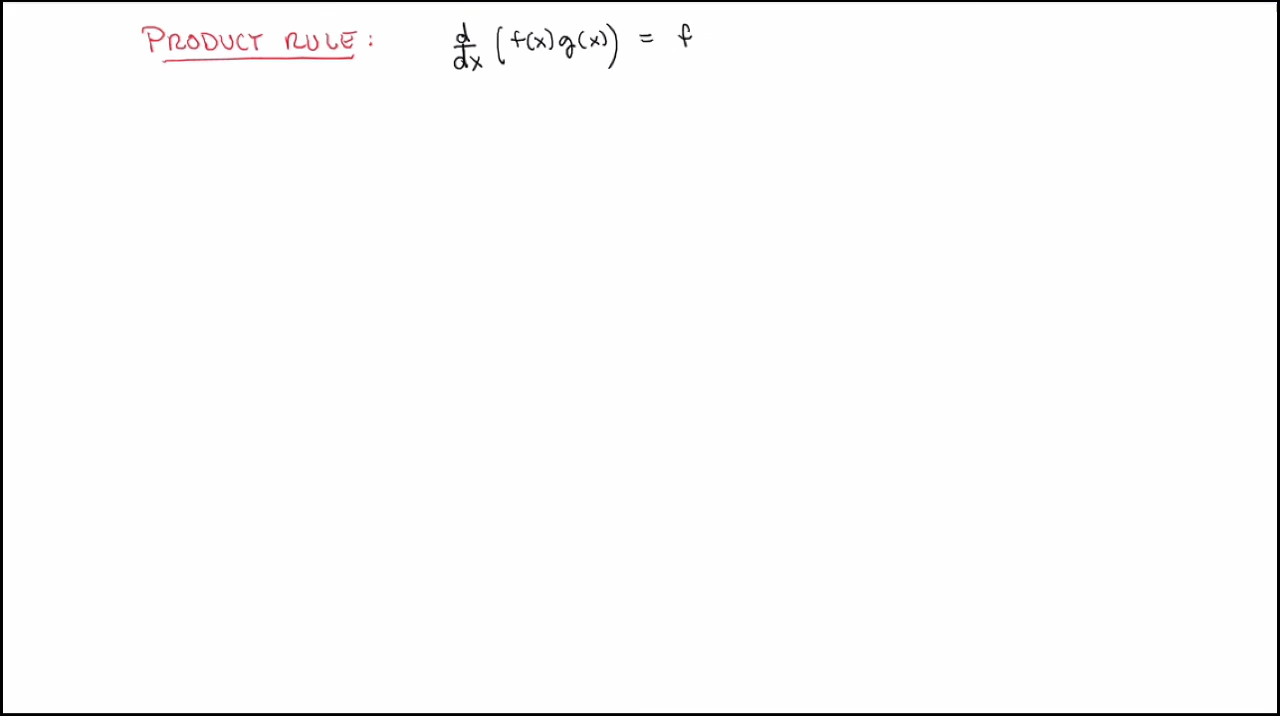 PRODUCT RULE: d/dx (f(x)g(x)) = f